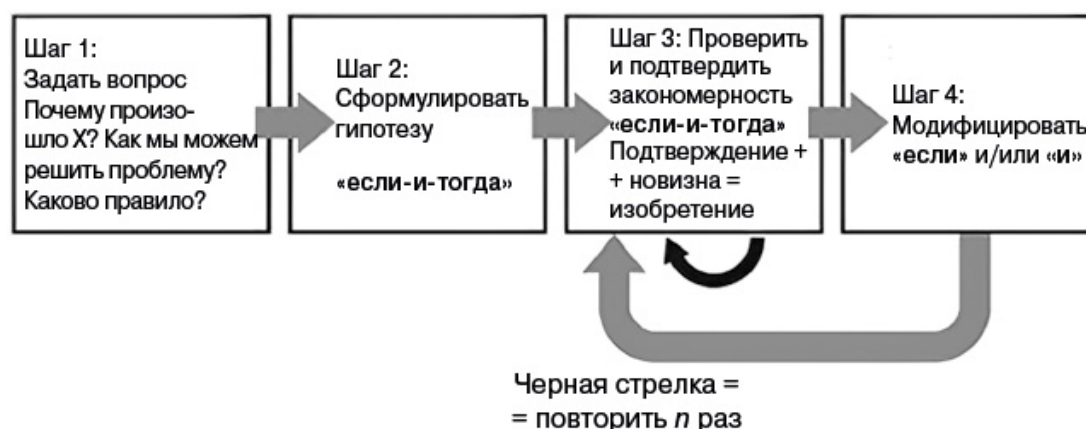 Шаг 1:
Задать вопрос
Почему произо-
шло X? Как мы можем
решить проблему?
Каково правило?
Шаг 2:
Сформулировать
гипотезу
«если-и-тогда»
Шаг 3: Проверить
и подтвердить
закономерность
«если-и-тогда»
Подтверждение +
+ новизна =
изобретение
Шаг 4:
Модифицировать
«если» и/или «и»
Черная стрелка =
= повторить n раз